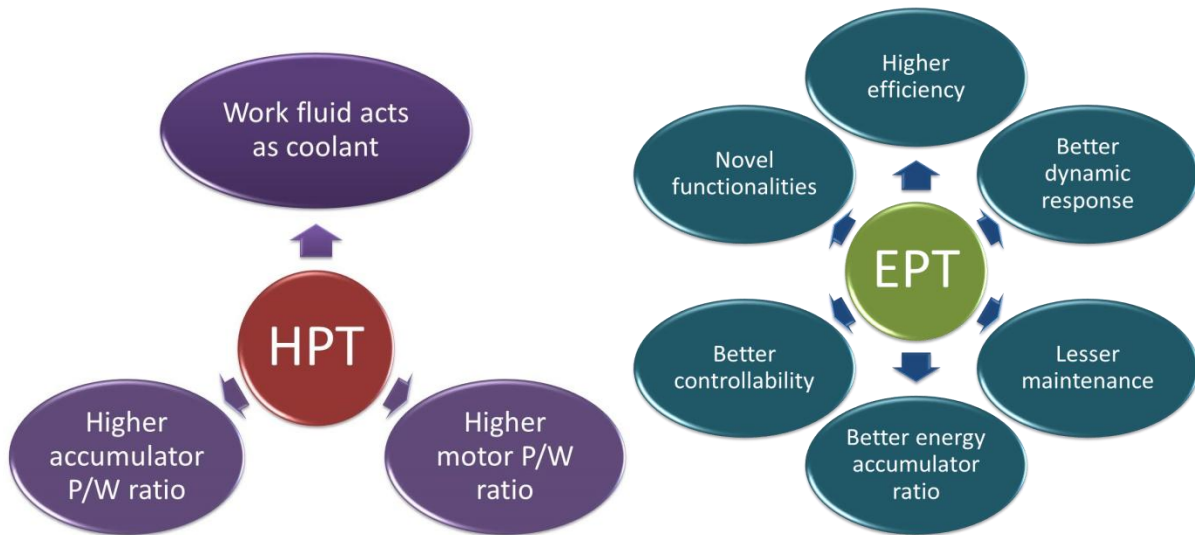 Work fluid acts
as coolant
HPT
Higher
accumulator
P/W ratio
Higher
motor P/W
ratio
Higher
efficiency
Novel
functionalities
Better
dynamic
response
EPT
Better
controllability
Lesser
maintenance
Better energy
accumulator
ratio